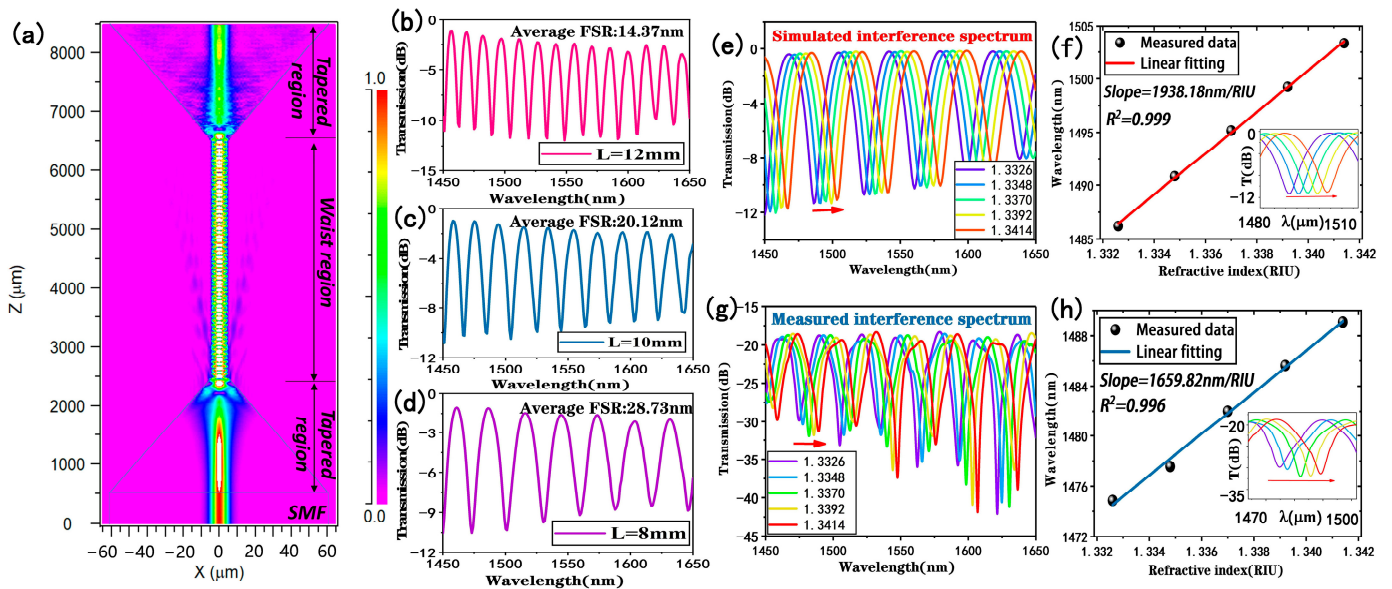 (a)
8000
7000
6000
5000
4000
3000
2000
1000
0
Z (μm)
Tapered region
Waist region
Tapered region
SMF
−60
−40
−20
0
20
40
60
X (μm)
1.0
0.0
(b)
Average FSR:14.37nm
0
-5
-10
-15
Transmission(dB)
L=12mm
1450
1500
1550
1600
1650
Wavelength(nm)
(c)
Average FSR:20.12nm
0
-4
-8
-12
Transmission(dB)
L=10mm
1450
1500
1550
1600
1650
Wavelength(nm)
(d)
Average FSR:28.73nm
0
-3
-6
-9
-12
Transmission(dB)
L=8mm
1450
1500
1550
1600
1650
Wavelength(nm)
(e)
Simulated interference spectrum
0
-4
-8
-12
Transmission(dB)
1.3326
1.3348
1.3370
1.3392
1.3414
1450
1500
1550
1600
1650
Wavelength(nm)
(f)
1505
1500
1495
1490
1485
Wavelength(nm)
Measured data
Linear fitting
Slope=1938.18nm/RIU
R²=0.999
0
−12
T(dB)
1480
λ(μm)
1510
1.332
1.334
1.336
1.338
1.340
1.342
Refractive index(RIU)
(g)
Measured interference spectrum
-15
-20
-25
-30
-35
-40
-45
Transmission(dB)
1.3326
1.3348
1.3370
1.3392
1.3414
1450
1500
1550
1600
1650
Wavelength(nm)
(h)
1488
1484
1480
1476
1472
Wavelength(nm)
Measured data
Linear fitting
Slope=1659.82nm/RIU
R²=0.996
−20
−35
T(dB)
1470
λ(μm)
1500
1.332
1.334
1.336
1.338
1.340
1.342
Refractive index(RIU)